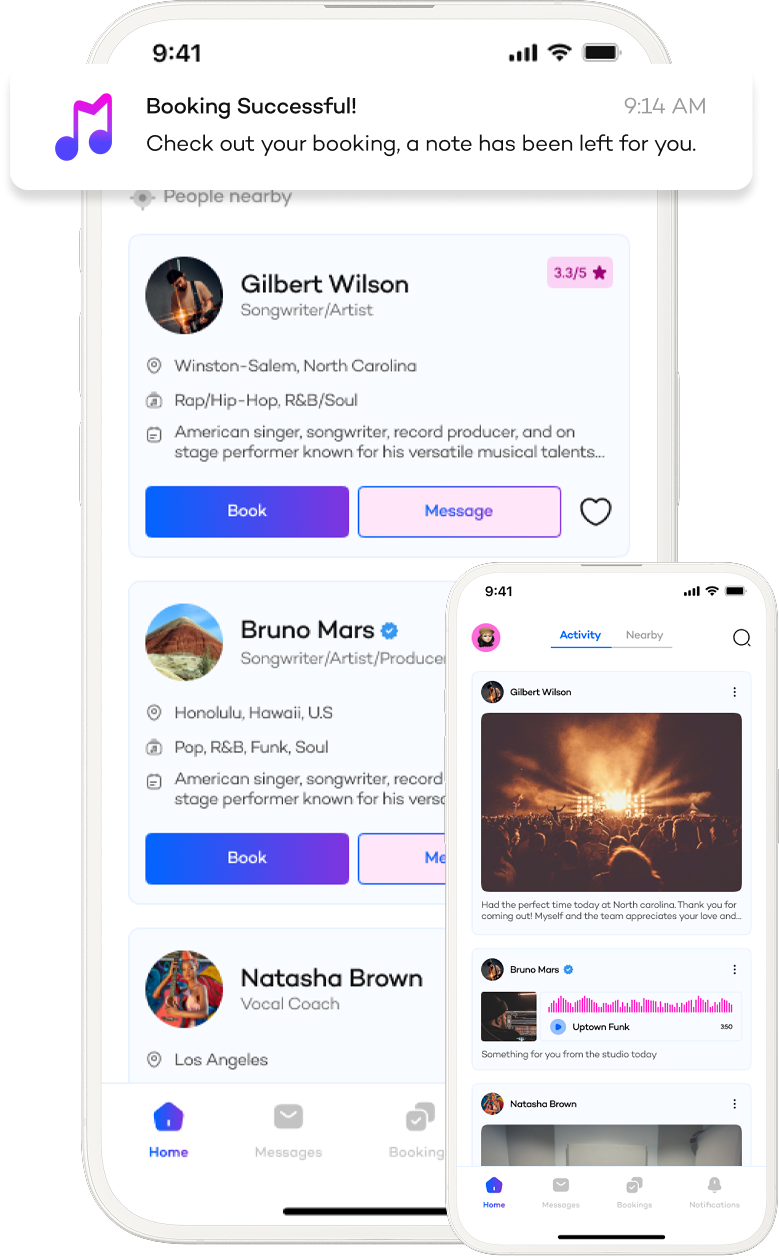 9:41
Booking Successful!
9:14 AM
Check out your booking, a note has been left for you.
People nearby
Gilbert Wilson
3.3/5
Songwriter/Artist
Winston-Salem, North Carolina
Rap/Hip-Hop, R&B/Soul
American singer, songwriter, record producer, and on
stage performer known for his versatile musical talents...
Book
Message
Bruno Mars
Songwriter/Artist/Producer
Honolulu, Hawaii, U.S
Pop, R&B, Funk, Soul
American singer, songwriter, record
stage performer known for his
Book
Natasha Brown
Vocal Coach
Los Angeles
Home
Messages
Booking
9:41
Activity
Nearby
Gilbert Wilson
Had the perfect time today at North carolina. Thank you for
coming out! Myself and the team appreciates your love and...
Bruno Mars
Uptown Funk
3:50
Something for you from the studio today
Natasha Brown
Home
Messages
Bookings
Notifications